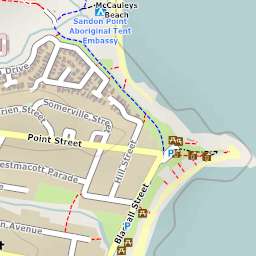 McCauleys
Beach
Sandon Point
Aboriginal Tent
Embassy
Drive
Somerville Street
Street
Point Street
Westmacott Parade
Hill Street
Blackall Street
Avenue
P
P